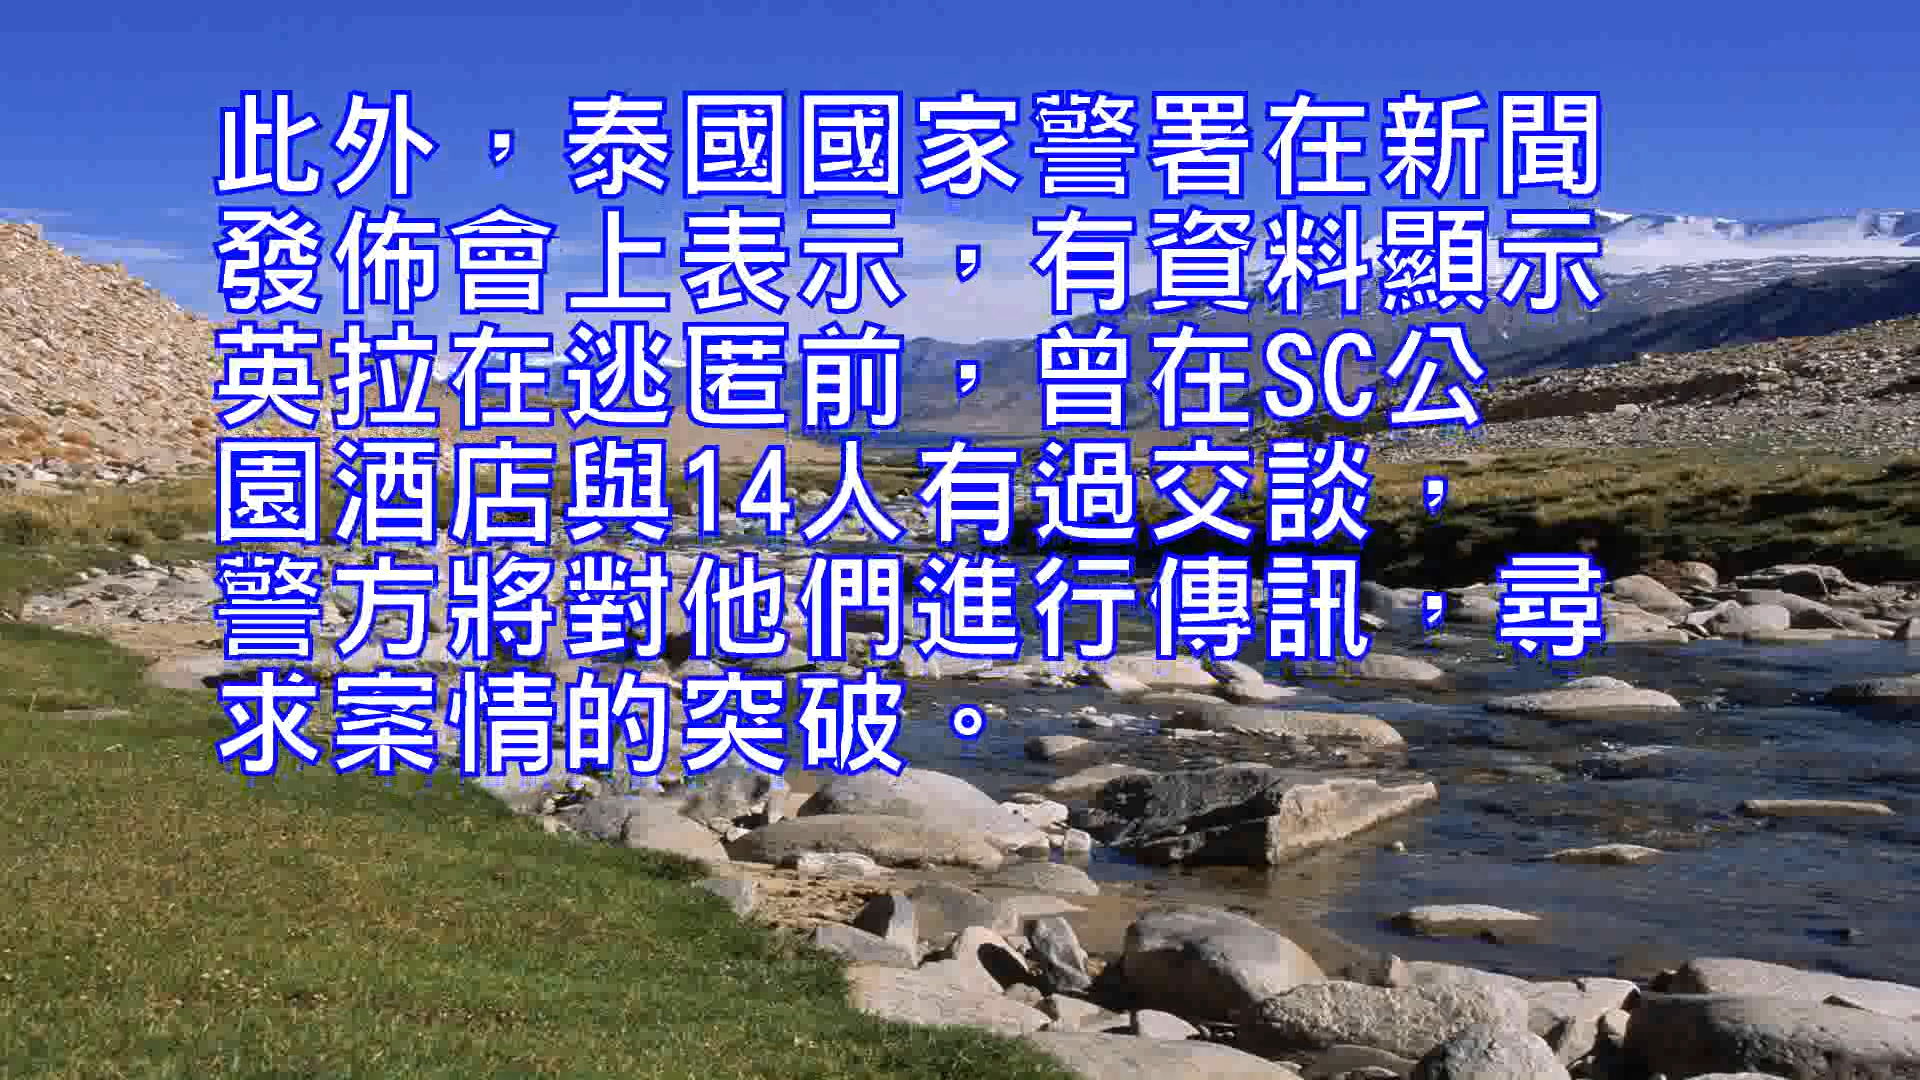 此外，泰國國家警署在新聞
發佈會上表示，有資料顯示
英拉在逃匿前，曾在SC公
園酒店與14人有過交談，
警方將對他們進行傳訊，尋
求案情的突破。